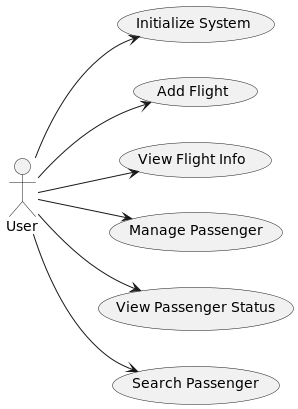 Initialize System
Add Flight
View Flight Info
User
Manage Passenger
View Passenger Status
Search Passenger